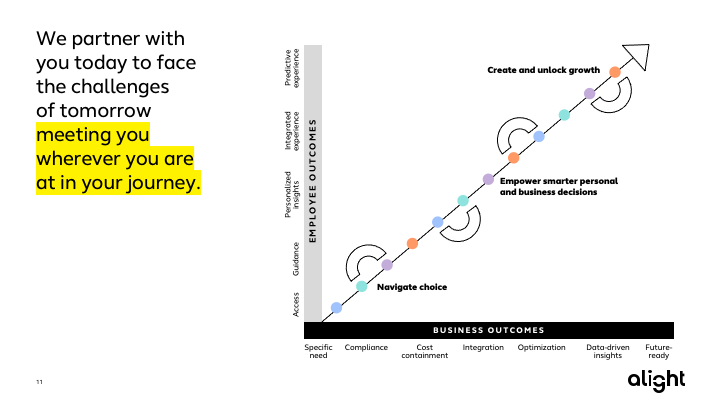 We partner with
you today to face
the challenges
of tomorrow
meeting you
wherever you are
at in your journey.
Predictive
experience
Integrated
experience
Personalized
insights
Guidance
Access
EMPLOYEE OUTCOMES
Create and unlock growth
Empower smarter personal
and business decisions
Navigate choice
BUSINESS OUTCOMES
Specific
need
Compliance
Cost
containment
Integration
Optimization
Data-driven
insights
Future-
ready
11
alight